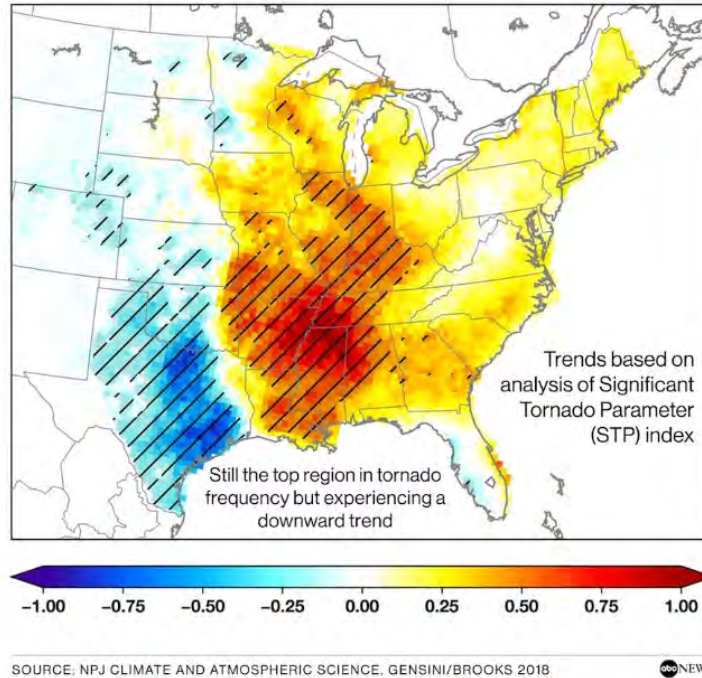 Trends based on
analysis of Significant
Tornado Parameter
(STP) index
Still the top region in tornado
frequency but experiencing a
downward trend
−1.00 −0.75 −0.50 −0.25 0.00 0.25 0.50 0.75 1.00
SOURCE: NPJ CLIMATE AND ATMOSPHERIC SCIENCE, GENSINI/BROOKS 2018
abc NEW